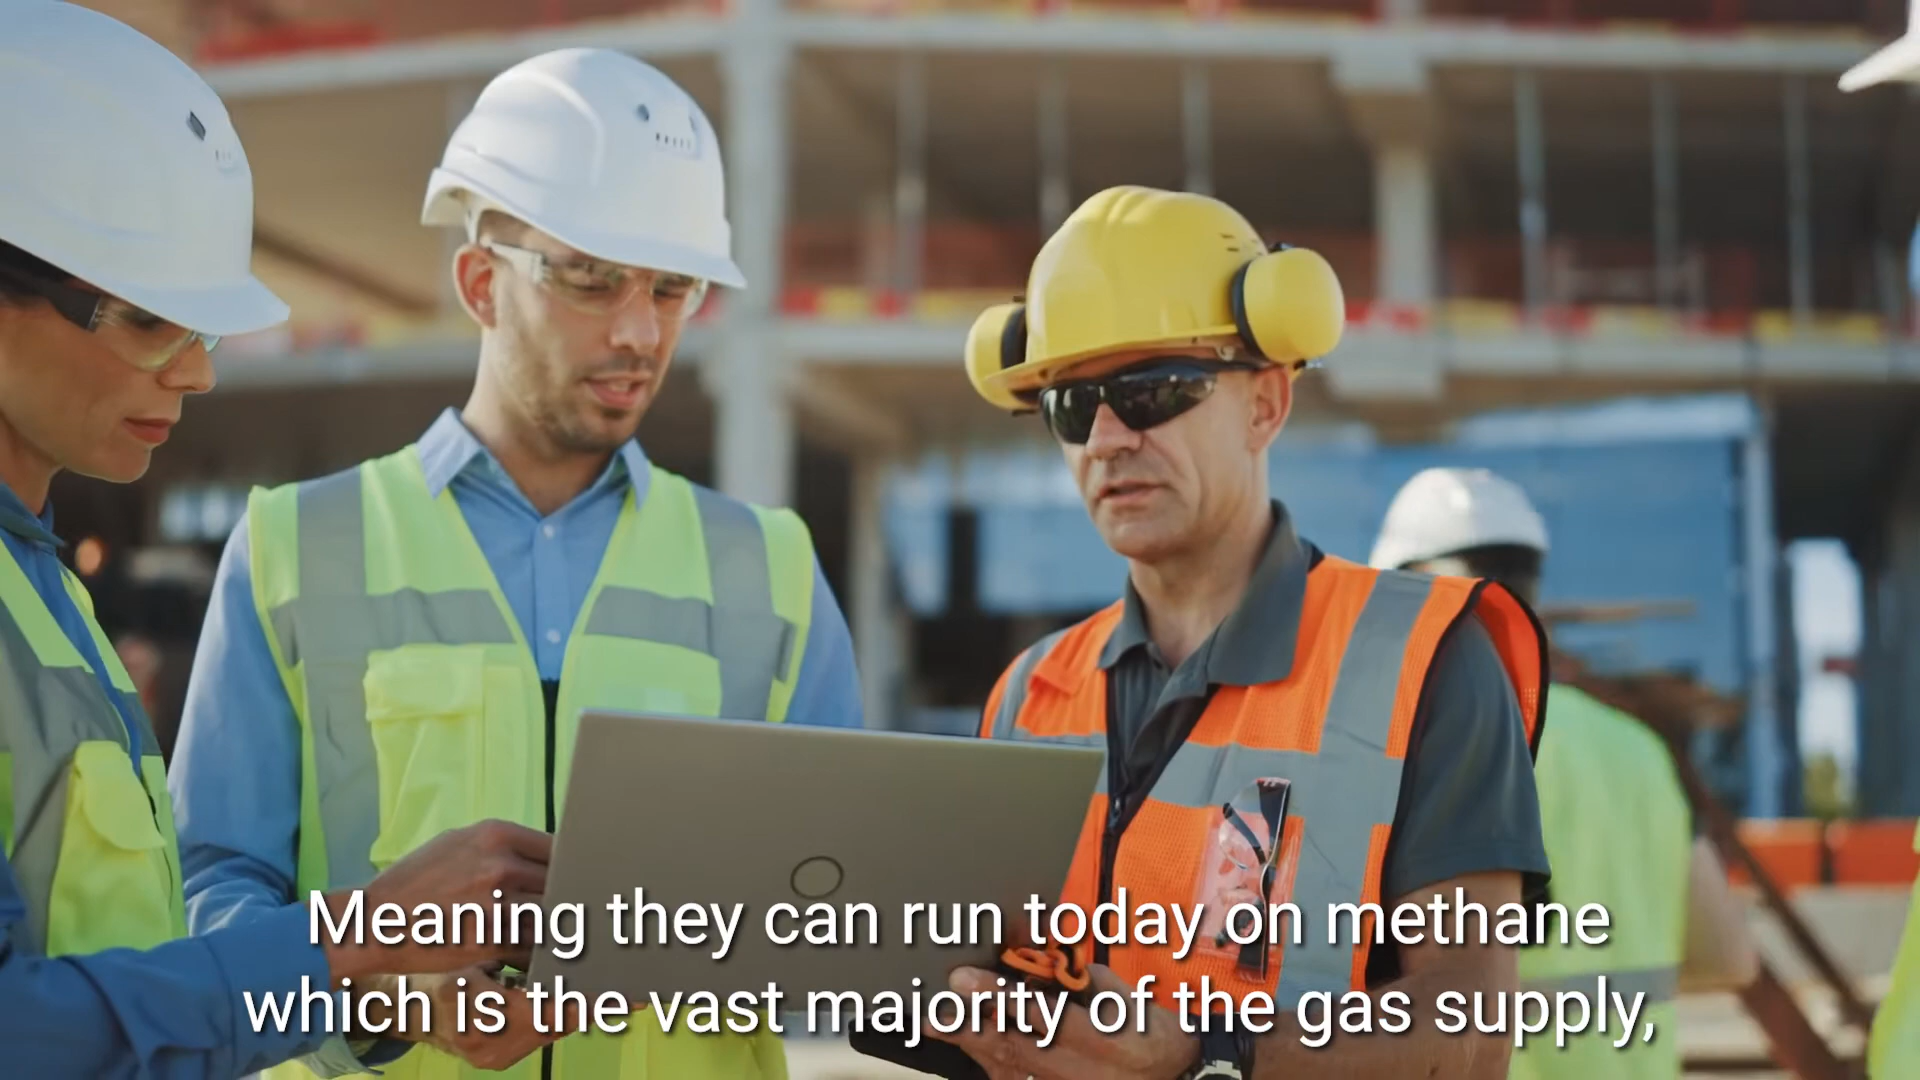 Meaning they can run today on methane
which is the vast majority of the gas supply,